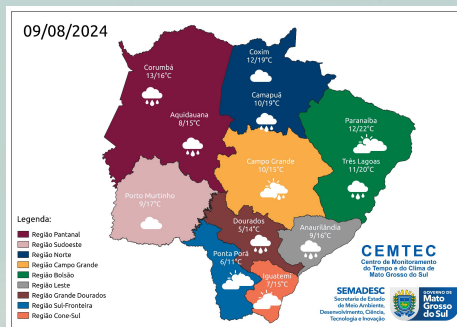 09/08/2024
Coxim
12/19°C
Corumbá
13/16°C
Camapuã
10/19°C
Aquidauana
8/15°C
Paranaíba
12/22°C
Campo Grande
10/15°C
Três Lagoas
11/20°C
Porto Murtinho
9/17°C
Dourados
5/14°C
Anaurilândia
9/16°C
Ponta Porã
6/11°C
Iguatemi
7/15°C
Legenda:
Região Pantanal
Região Sudoeste
Região Norte
Região Campo Grande
Região Bolsão
Região Leste
Região Grande Dourados
Região Sul-Fronteira
Região Cone-Sul
CEMTEC
Centro de Monitoramento
do Tempo e do Clima de
Mato Grosso do Sul
SEMADESC
Secretaria de Estado
de Meio Ambiente,
Desenvolvimento, Ciência,
Tecnologia e Inovação
GOVERNO DE
Mato
Grosso
do Sul